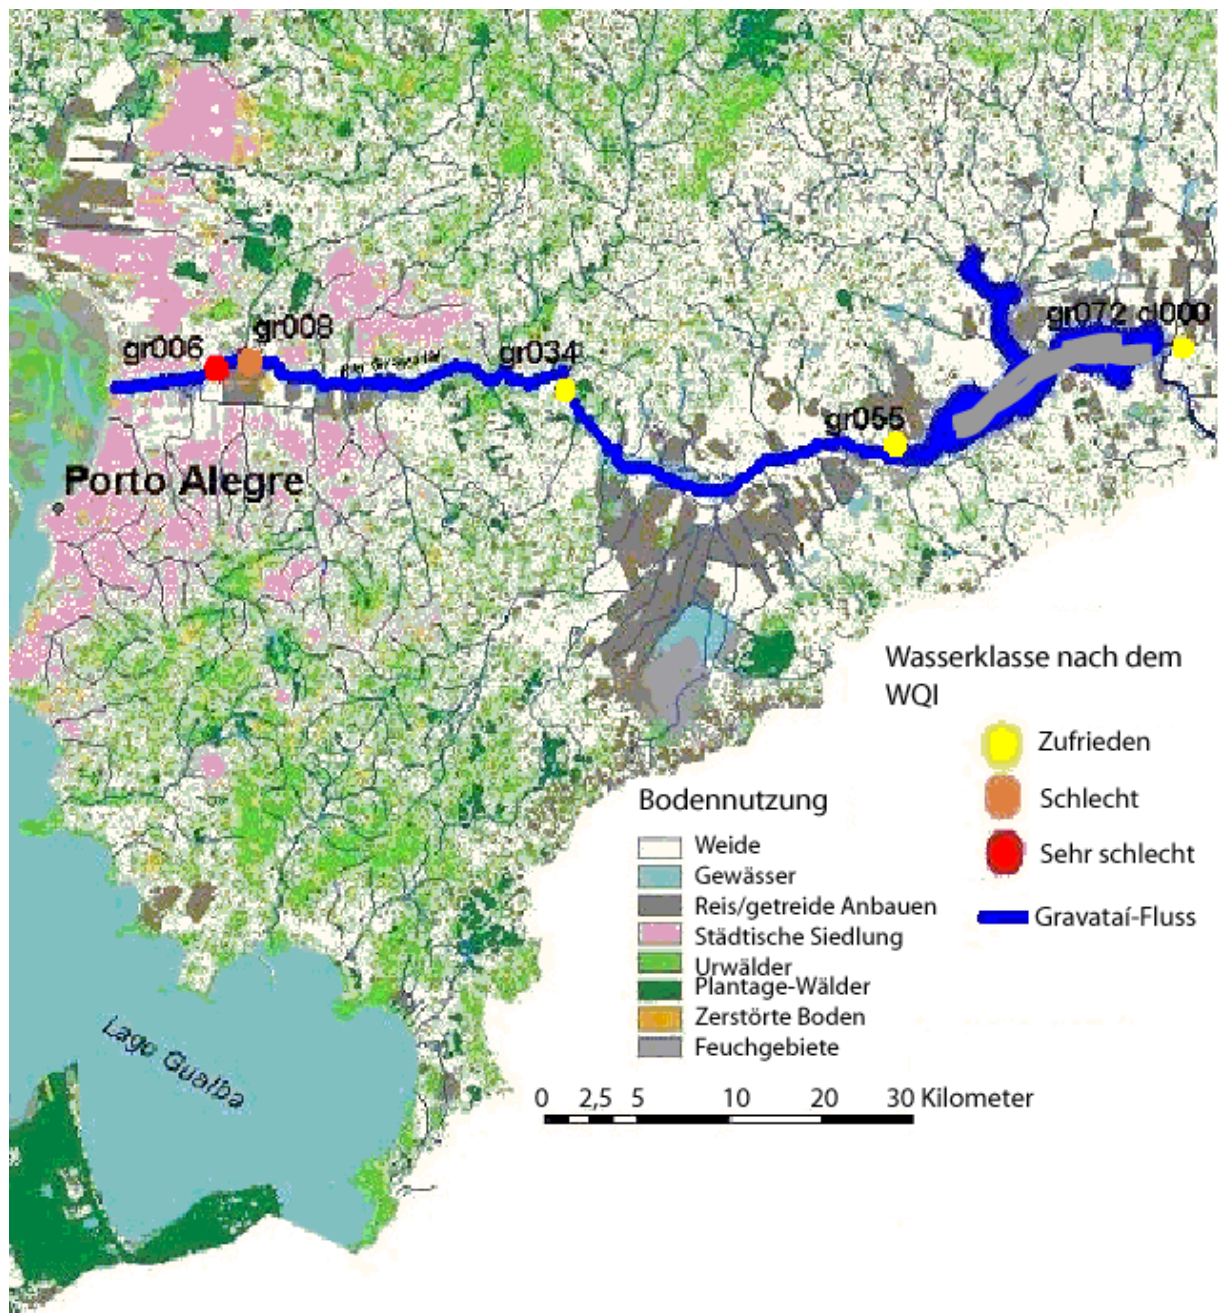 gr008
gr006
gr034
gr072 cl000
gr055
Porto Alegre
Wasserklasse nach dem
WQI
Zufrieden
Schlecht
Sehr schlecht
Gravataí-Fluss
Bodennutzung
Weide
Gewässer
Reis/getreide Anbauen
Städtische Siedlung
Urwälder
Plantage-Wälder
Zerstörte Boden
Feuchgebiete
Lago Guaíba
0 2,5 5 10 20 30 Kilometer